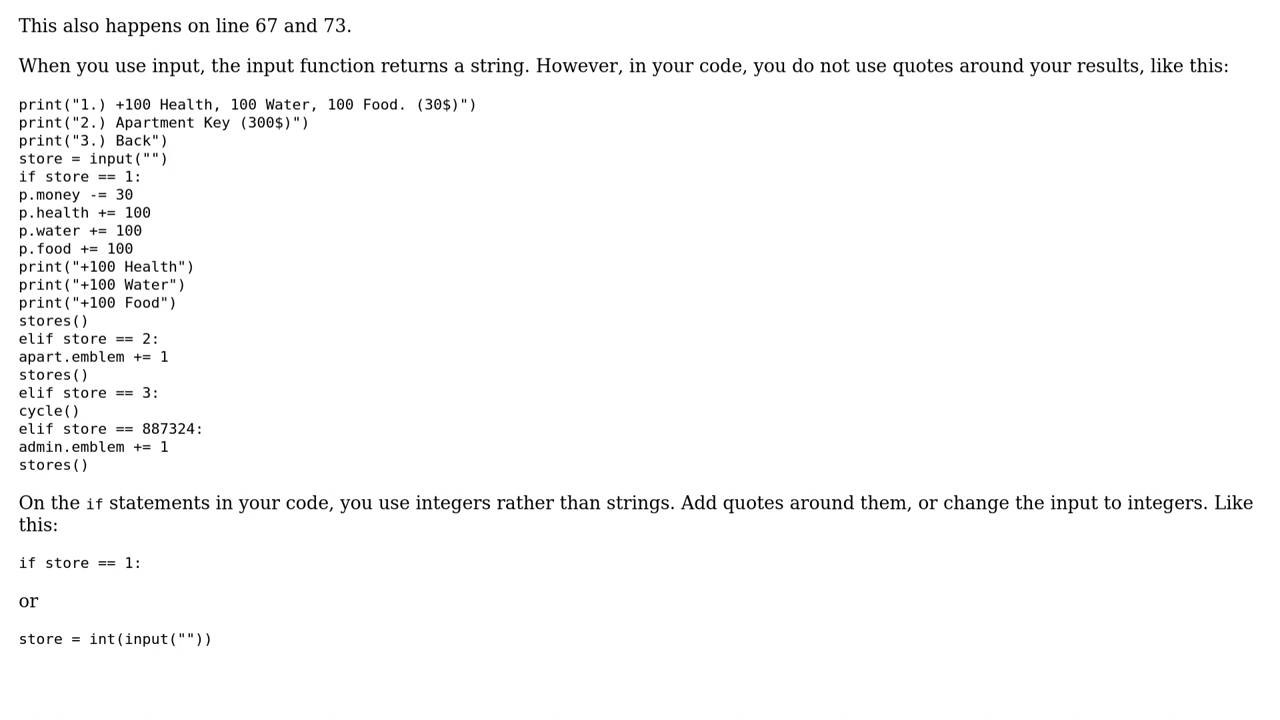 This also happens on line 67 and 73.
When you use input, the input function returns a string. However, in your code, you do not use quotes around your results, like this:
print("1.) +100 Health, 100 Water, 100 Food. (30$)")
print("2.) Apartment Key (300$)")
print("3.) Back")
store = input("")
if store == 1:
p.money -= 30
p.health += 100
p.water += 100
p.food += 100
print("+100 Health")
print("+100 Water")
print("+100 Food")
stores()
elif store == 2:
apart.emblem += 1
stores()
elif store == 3:
cycle()
elif store == 887324:
admin.emblem += 1
stores()
On the if statements in your code, you use integers rather than strings. Add quotes around them, or change the input to integers. Like
this:
if store == 1:
or
store = int(input(""))